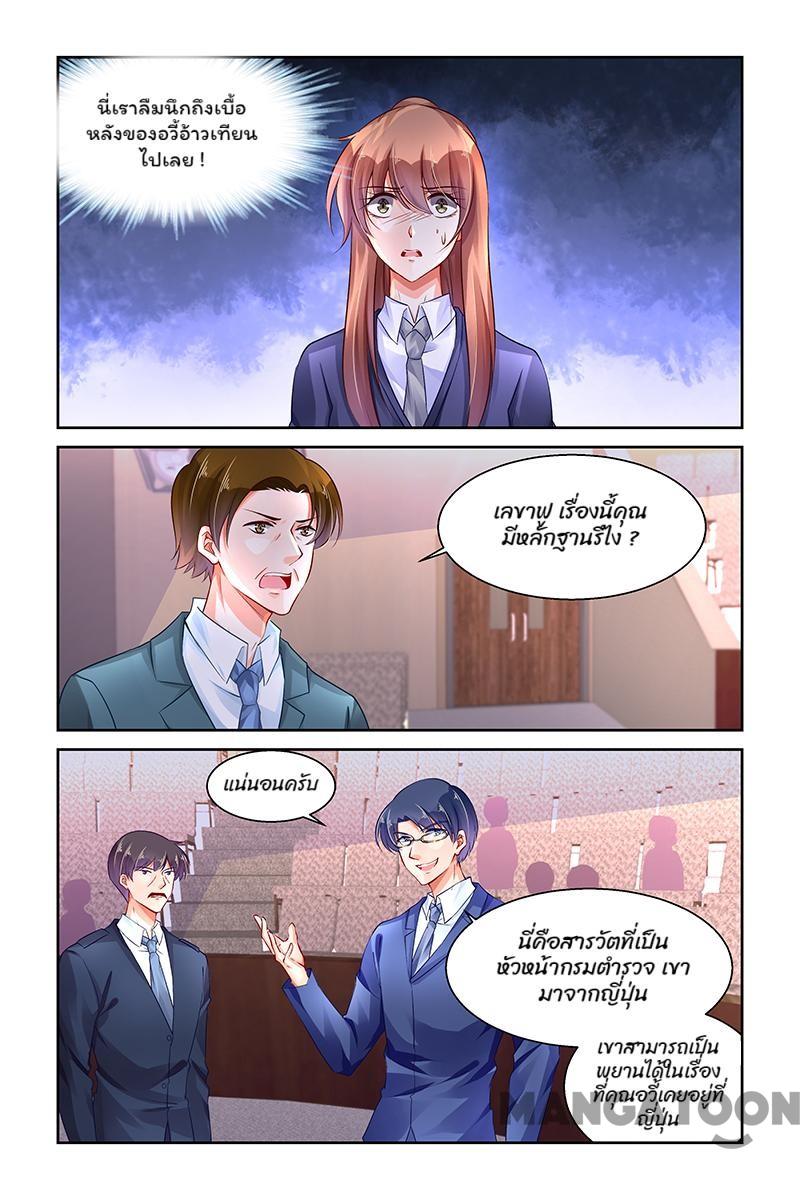 นี่เราลืมนึกถึงเบื้อ
หลังของอวี้อ้าวเทียน
ไปเลย !
เลขาฟู เรื่องนี้คุณ
มีหลักฐานรึไง ?
แน่นอนครับ
นี่คือสารวัตที่เป็น
หัวหน้ากรมตำรวจ เขา
มาจากญี่ปุ่น
เขาสามารถเป็น
พยานได้ในเรื่อง
ที่คุณอวี้เคยอยู่ที่
ญี่ปุ่น
MANGATOON